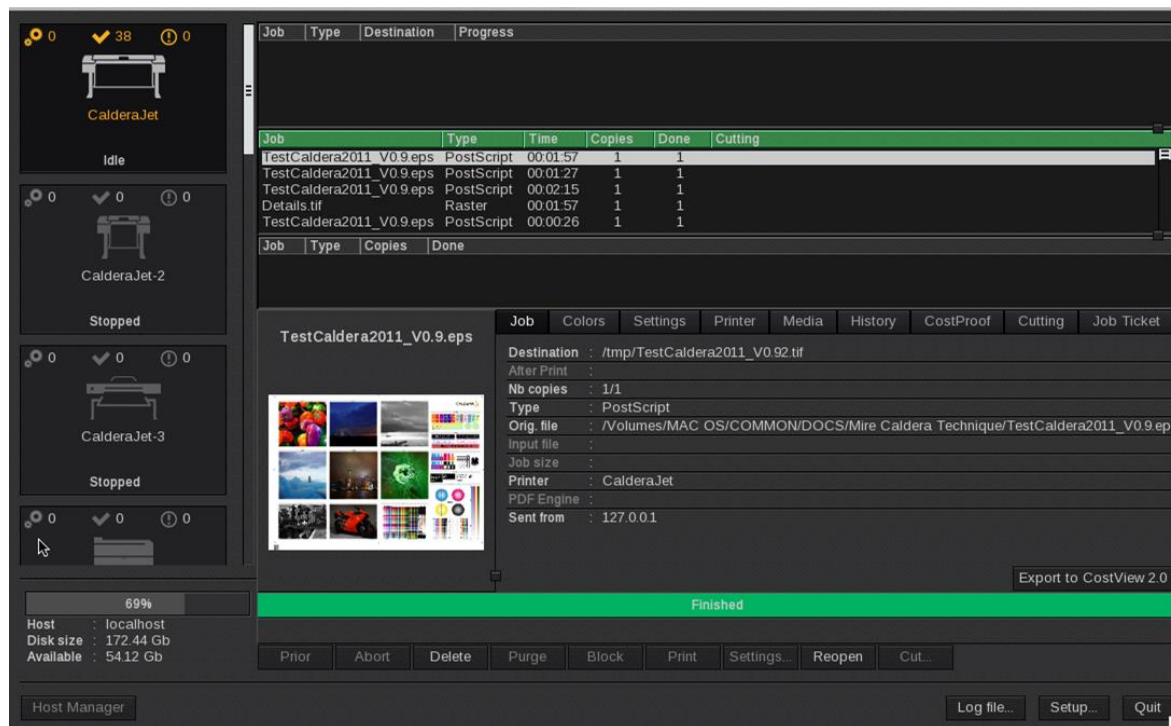 0 38 0
CalderaJet
Idle
0 0 0
CalderaJet-2
Stopped
0 0 0
CalderaJet-3
Stopped
0 0 0
69%
Host : localhost
Disk size : 172.44 Gb
Available : 54.12 Gb
Job Type Destination Progress
Job Type Time Copies Done Cutting
TestCaldera2011_V0.9.eps PostScript 00:01:57 1 1
TestCaldera2011_V0.9.eps PostScript 00:01:27 1 1
TestCaldera2011_V0.9.eps PostScript 00:02:15 1 1
Details.tif Raster 00:01:57 1 1
TestCaldera2011_V0.9.eps PostScript 00:00:26 1 1
Job Type Copies Done
TestCaldera2011_V0.9.eps
Job Colors Settings Printer Media History CostProof Cutting Job Ticket
Destination : /tmp/TestCaldera2011_V0.92.tif
After Print :
Nb copies : 1/1
Type : PostScript
Orig. file : /Volumes/MAC OS/COMMON/DOCS/Mire Caldera Technique/TestCaldera2011_V0.9.ep
Input file :
Job size :
Printer : CalderaJet
PDF Engine :
Sent from : 127.0.0.1
Export to CostView 2.0
Finished
Prior Abort Delete Purge Block Print Settings... Reopen Cut...
Host Manager Log file... Setup... Quit